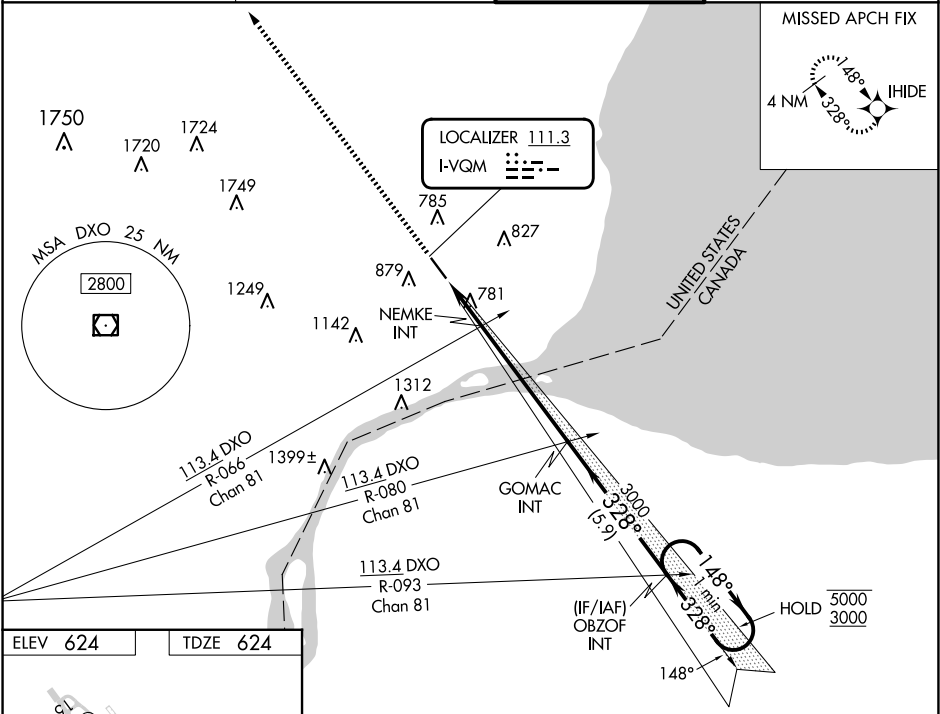 MISSED APCH FIX
148°
4 NM
328°
IHIDE
1750
1720
1724
1749
LOCALIZER 111.3
I-VQM
785
827
UNITED STATES
CANADA
MSA DXO 25 NM
2800
1249
879
781
NEMKE
INT
1142
1312
1399±
113.4 DXO
R-066
Chan 81
113.4 DXO
R-080
Chan 81
GOMAC
INT
3000
328°
(5.9)
113.4 DXO
R-093
Chan 81
148°
1 min
328°
(IF/IAF)
OBZOF
INT
HOLD
5000
3000
148°
ELEV 624
TDZE 624
15